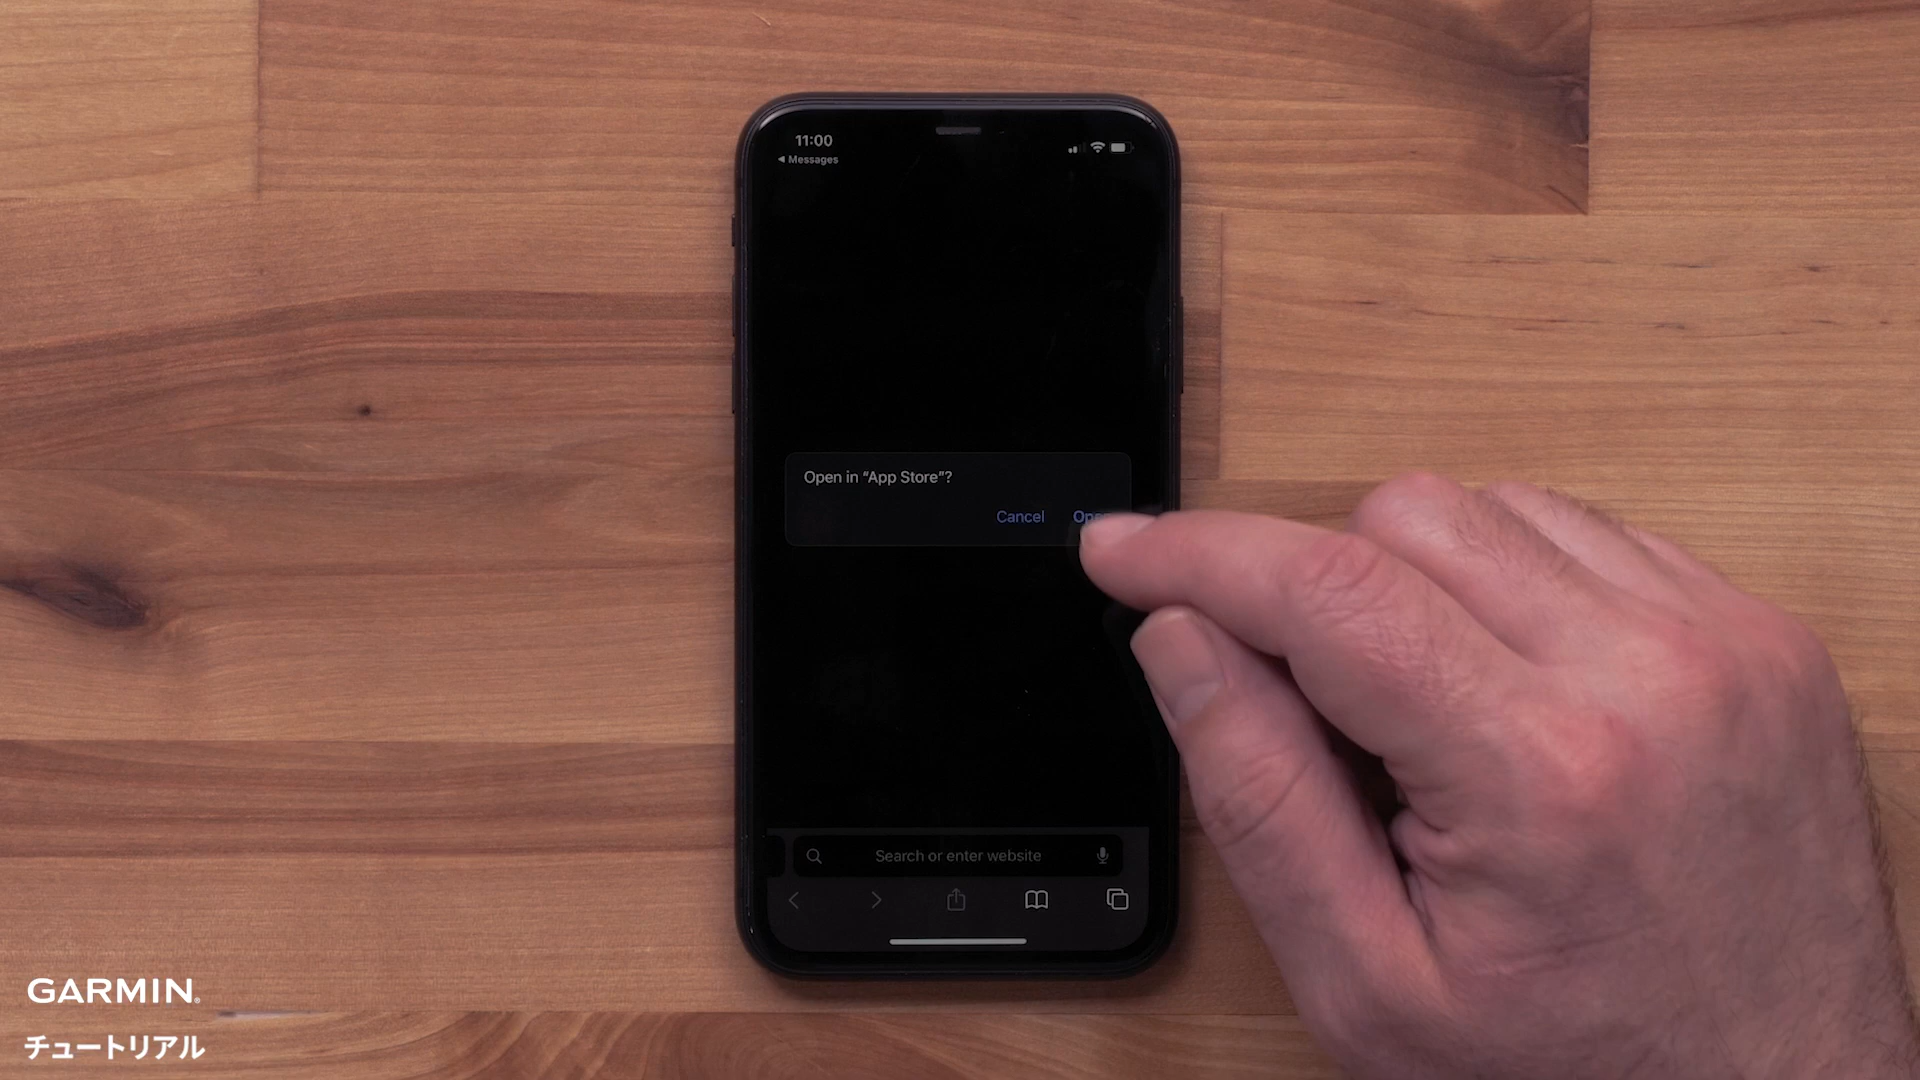 11:00
Messages
Open in “App Store”?
Cancel
Search or enter website
GARMIN
チュートリアル